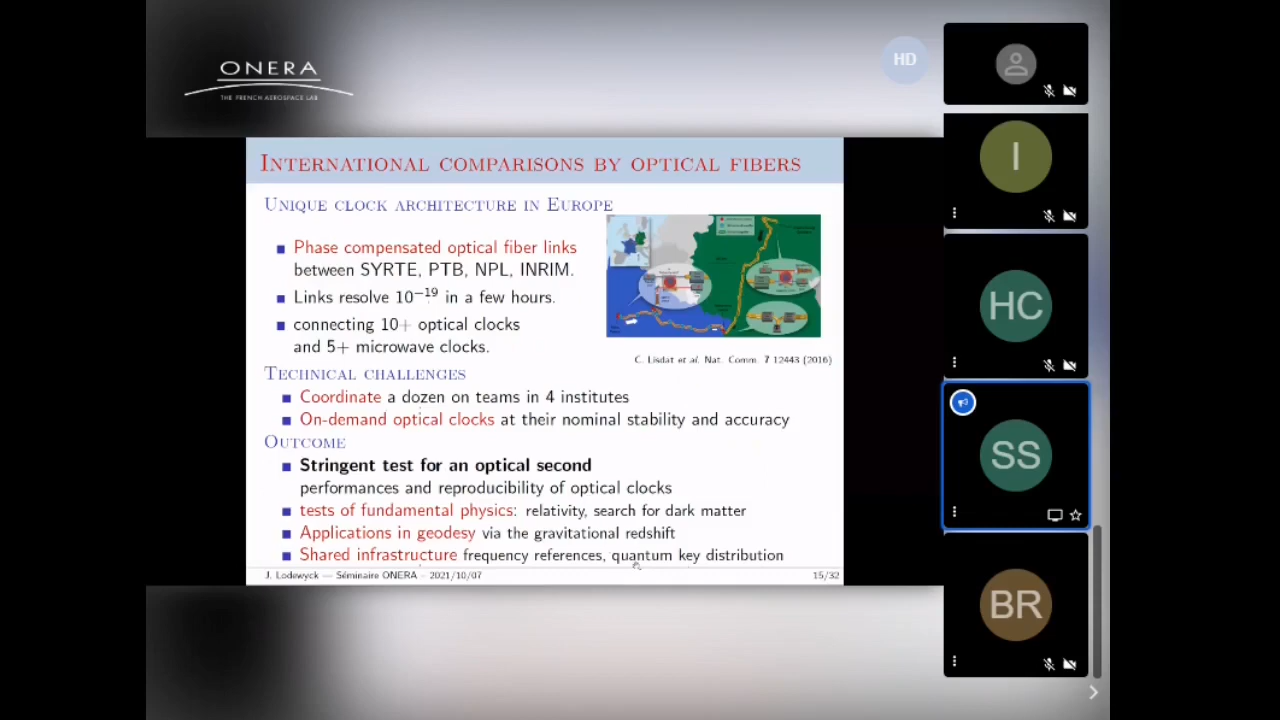 ONERA
THE FRENCH AEROSPACE LAB
HD
INTERNATIONAL COMPARISONS BY OPTICAL FIBERS
UNIQUE CLOCK ARCHITECTURE IN EUROPE
Phase compensated optical fiber links
between SYRTE, PTB, NPL, INRIM.
Links resolve 10⁻¹⁹ in a few hours.
connecting 10+ optical clocks
and 5+ microwave clocks.
C. Lisdat et al. Nat. Comm. 7 12443 (2016)
TECHNICAL CHALLENGES
Coordinate a dozen on teams in 4 institutes
On-demand optical clocks at their nominal stability and accuracy
OUTCOME
Stringent test for an optical second
performances and reproducibility of optical clocks
tests of fundamental physics: relativity, search for dark matter
Applications in geodesy via the gravitational redshift
Shared infrastructure frequency references, quantum key distribution
J. Lodewyck — Séminaire ONERA - 2021/10/07
15/32
I
HC
SS
BR